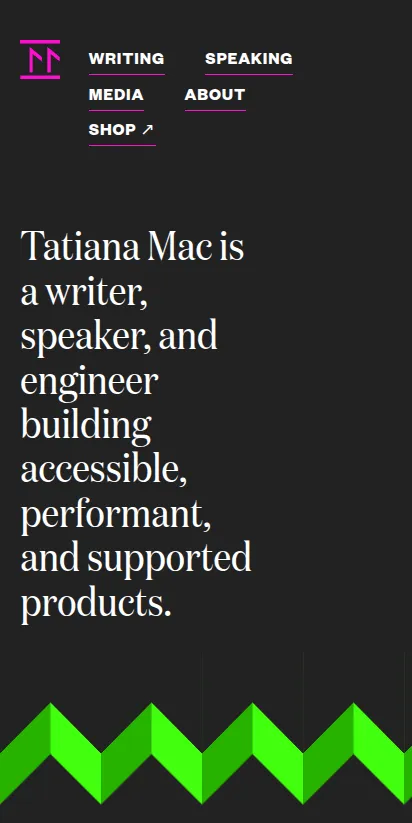 WRITING SPEAKING
MEDIA ABOUT
SHOP ↗
Tatiana Mac is
a writer,
speaker, and
engineer
building
accessible,
performant,
and supported
products.